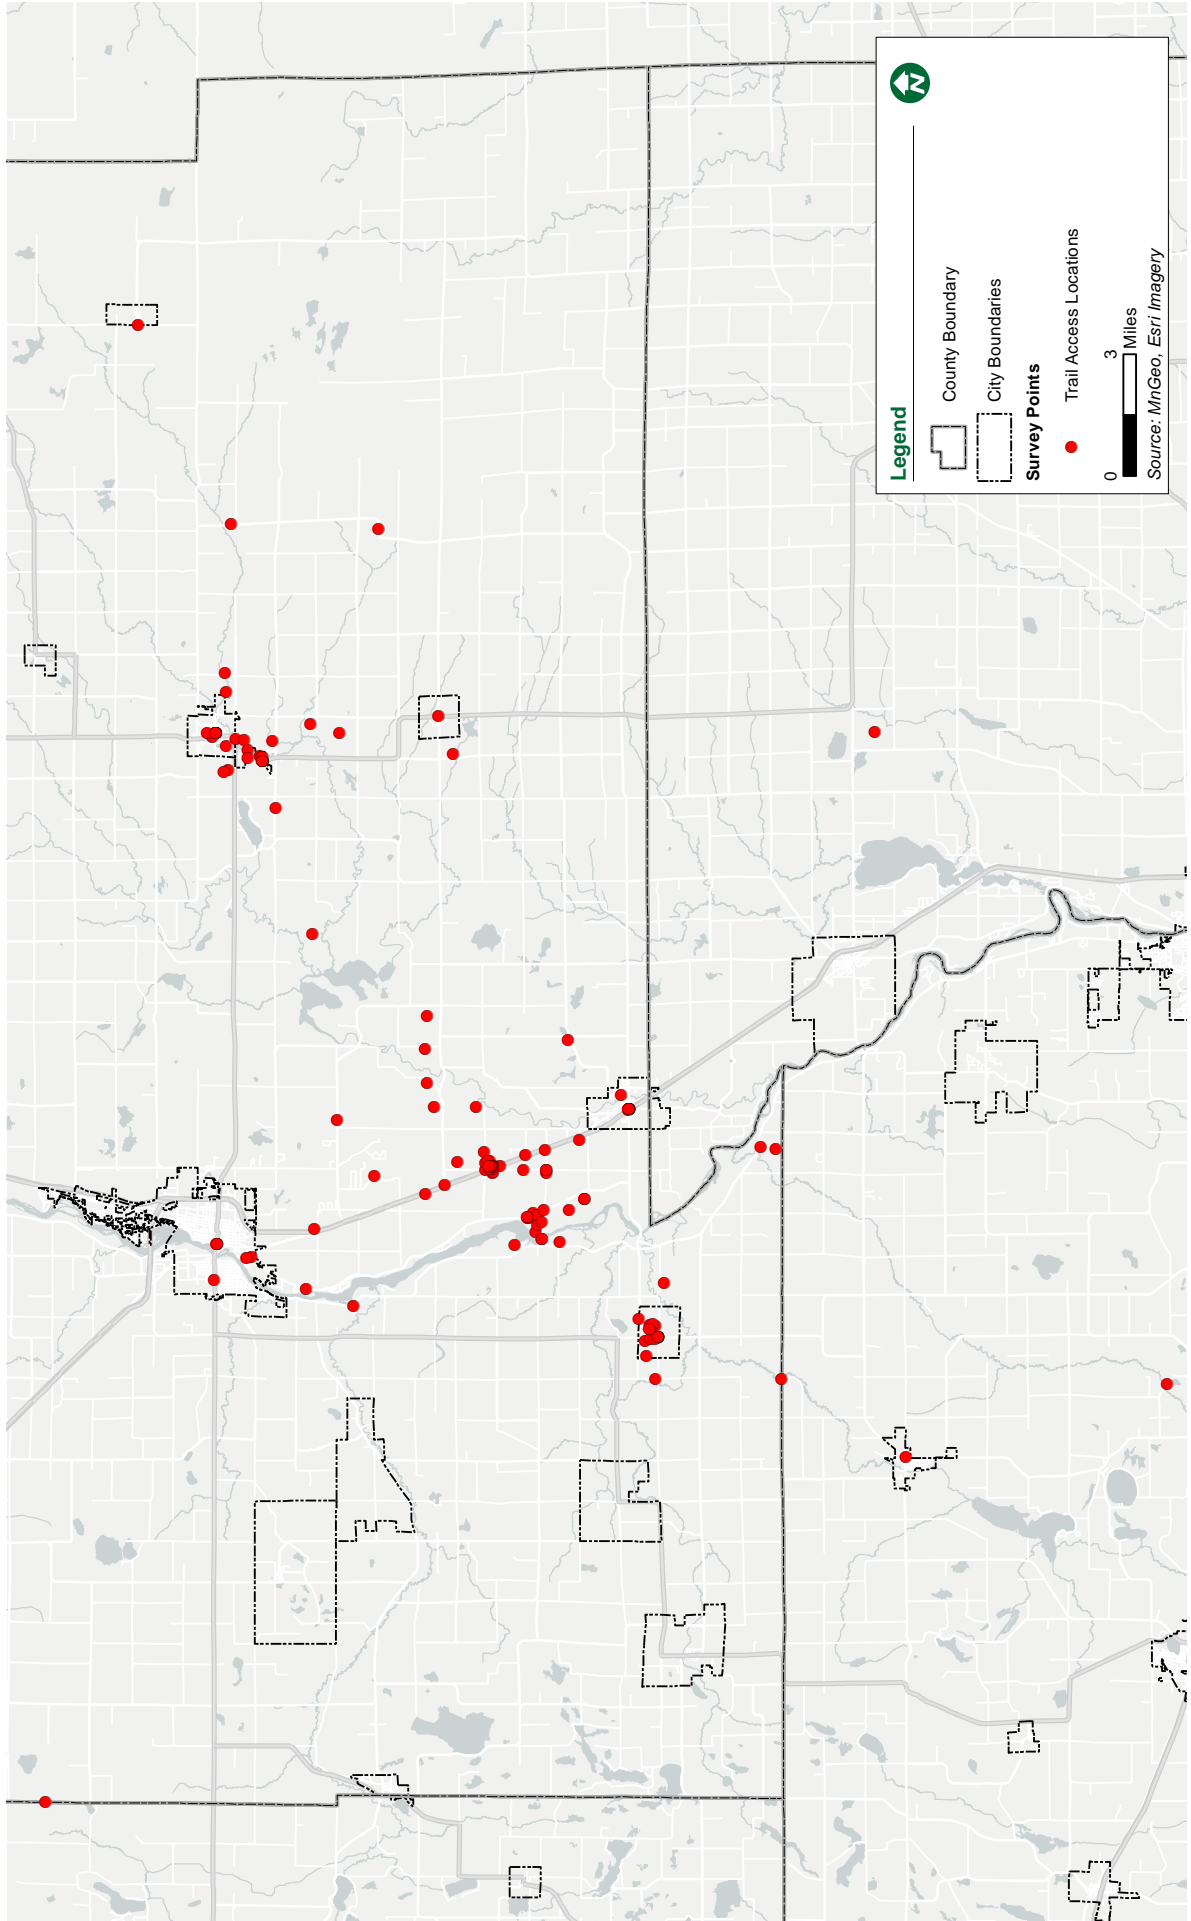 N
Legend
County Boundary
City Boundaries
Survey Points
Trail Access Locations
0 3
Miles
Source: MnGeo, Esri Imagery